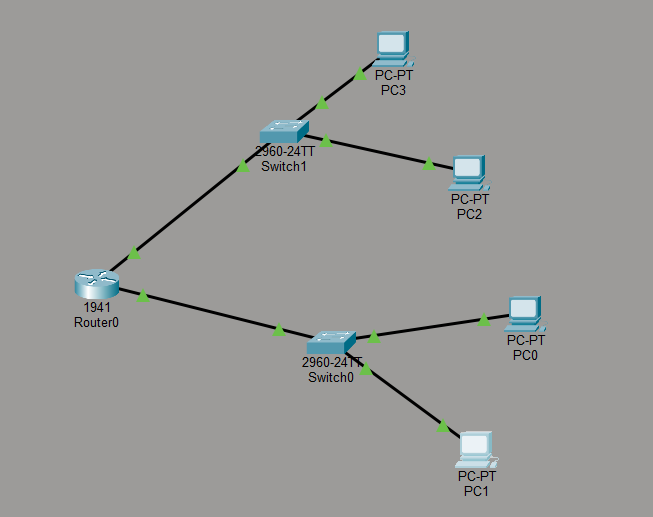 PC-PT
PC3
2960-24TT
Switch1
PC-PT
PC2
1941
Router0
PC-PT
PC0
2960-24TT
Switch0
PC-PT
PC1